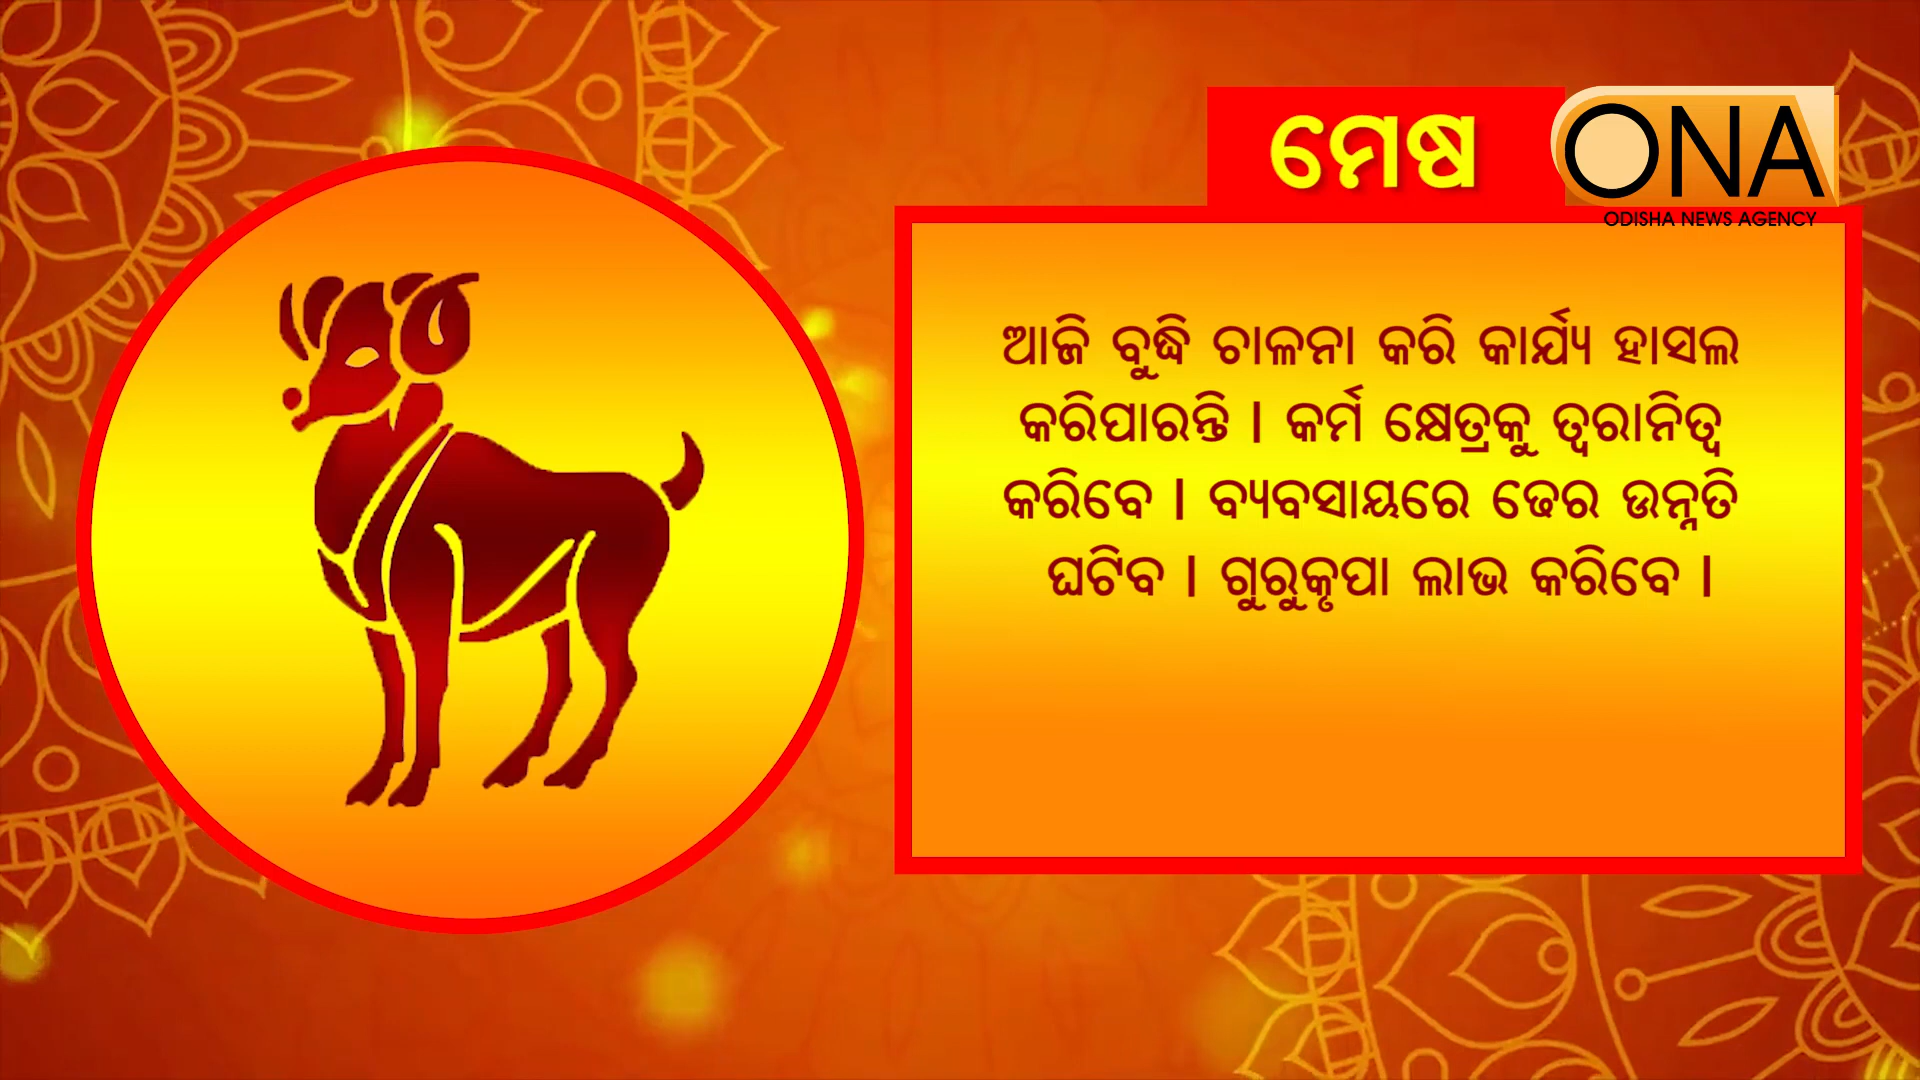 ମେଷ
ONA
ODISHA NEWS AGENCY
ଆଜି ବୁଦ୍ଧି ଚାଳନା କରି କାର୍ଯ୍ୟ ହାସଲ
କରିପାରନ୍ତି । କର୍ମ କ୍ଷେତ୍ରକୁ ତ୍ୱରାନିତ୍ୱ
କରିବେ । ବ୍ୟବସାୟରେ ଢେର ଉନ୍ନତି
ଘଟିବ । ଗୁରୁକୃପା ଲାଭ କରିବେ ।